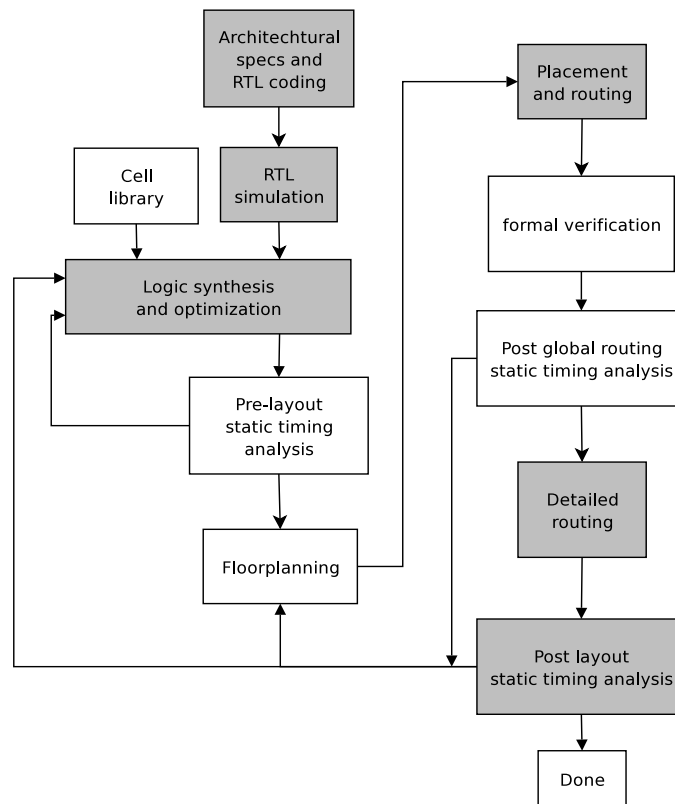 Architechtural
specs and
RTL coding
Cell
library
RTL
simulation
Logic synthesis
and optimization
Pre-layout
static timing
analysis
Floorplanning
Placement
and routing
formal verification
Post global routing
static timing analysis
Detailed
routing
Post layout
static timing analysis
Done